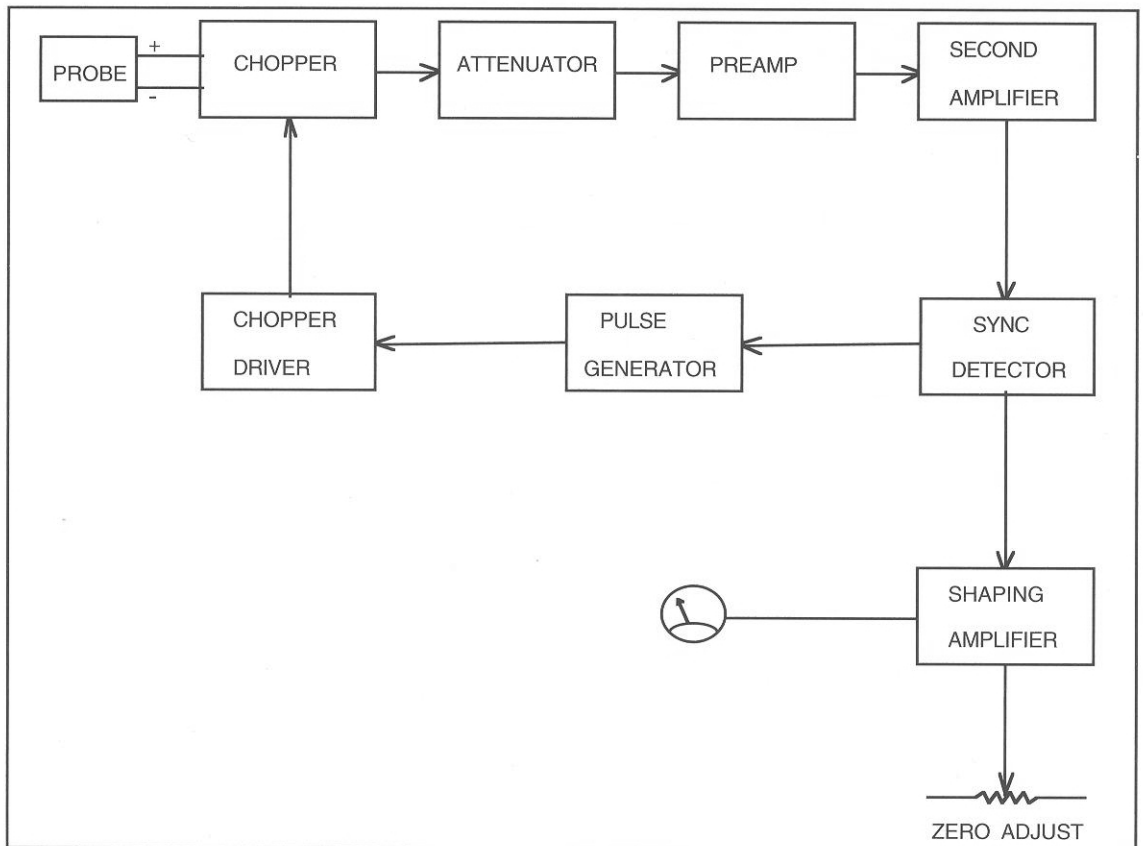 PROBE
+
-
CHOPPER
ATTENUATOR
PREAMP
SECOND
AMPLIFIER
CHOPPER
DRIVER
PULSE
GENERATOR
SYNC
DETECTOR
SHAPING
AMPLIFIER
ZERO ADJUST